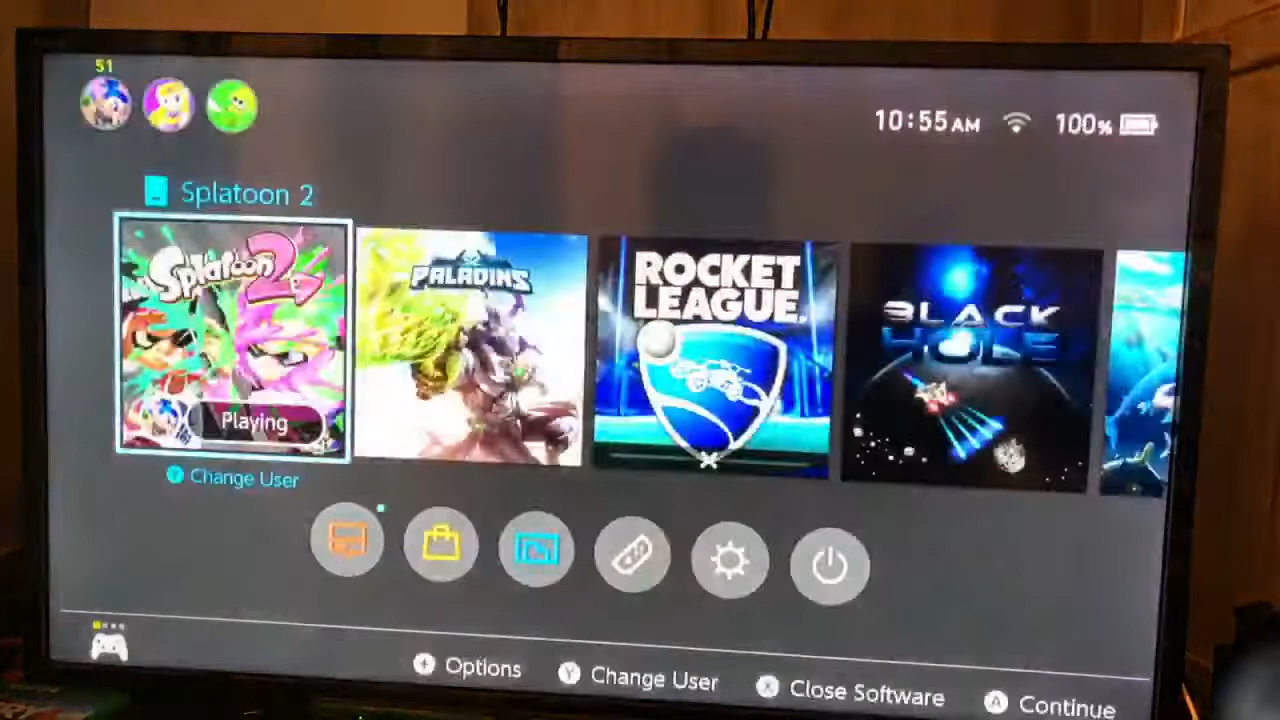 51
10:55 AM
100%
Splatoon 2
Splatoon 2
PALADINS
ROCKET
LEAGUE.
BLACK
HOLE
Playing
Y Change User
+ Options
Y Change User
X Close Software
A Continue